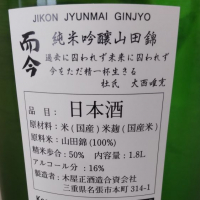 JIKON JYUNMAI GINJYO
而今 純米吟醸山田錦
過去に囚われず未来に囚われず
今をただ精一杯生きる
杜氏 大西唯克
品目：日本酒
原材料：米(国産)米麹(国産米)
原料米：山田錦(100%)
精米歩合：50% 内容量：1.8L
アルコール分：16%
製造者：木屋正酒造合資会社
三重県名張市本町314-1